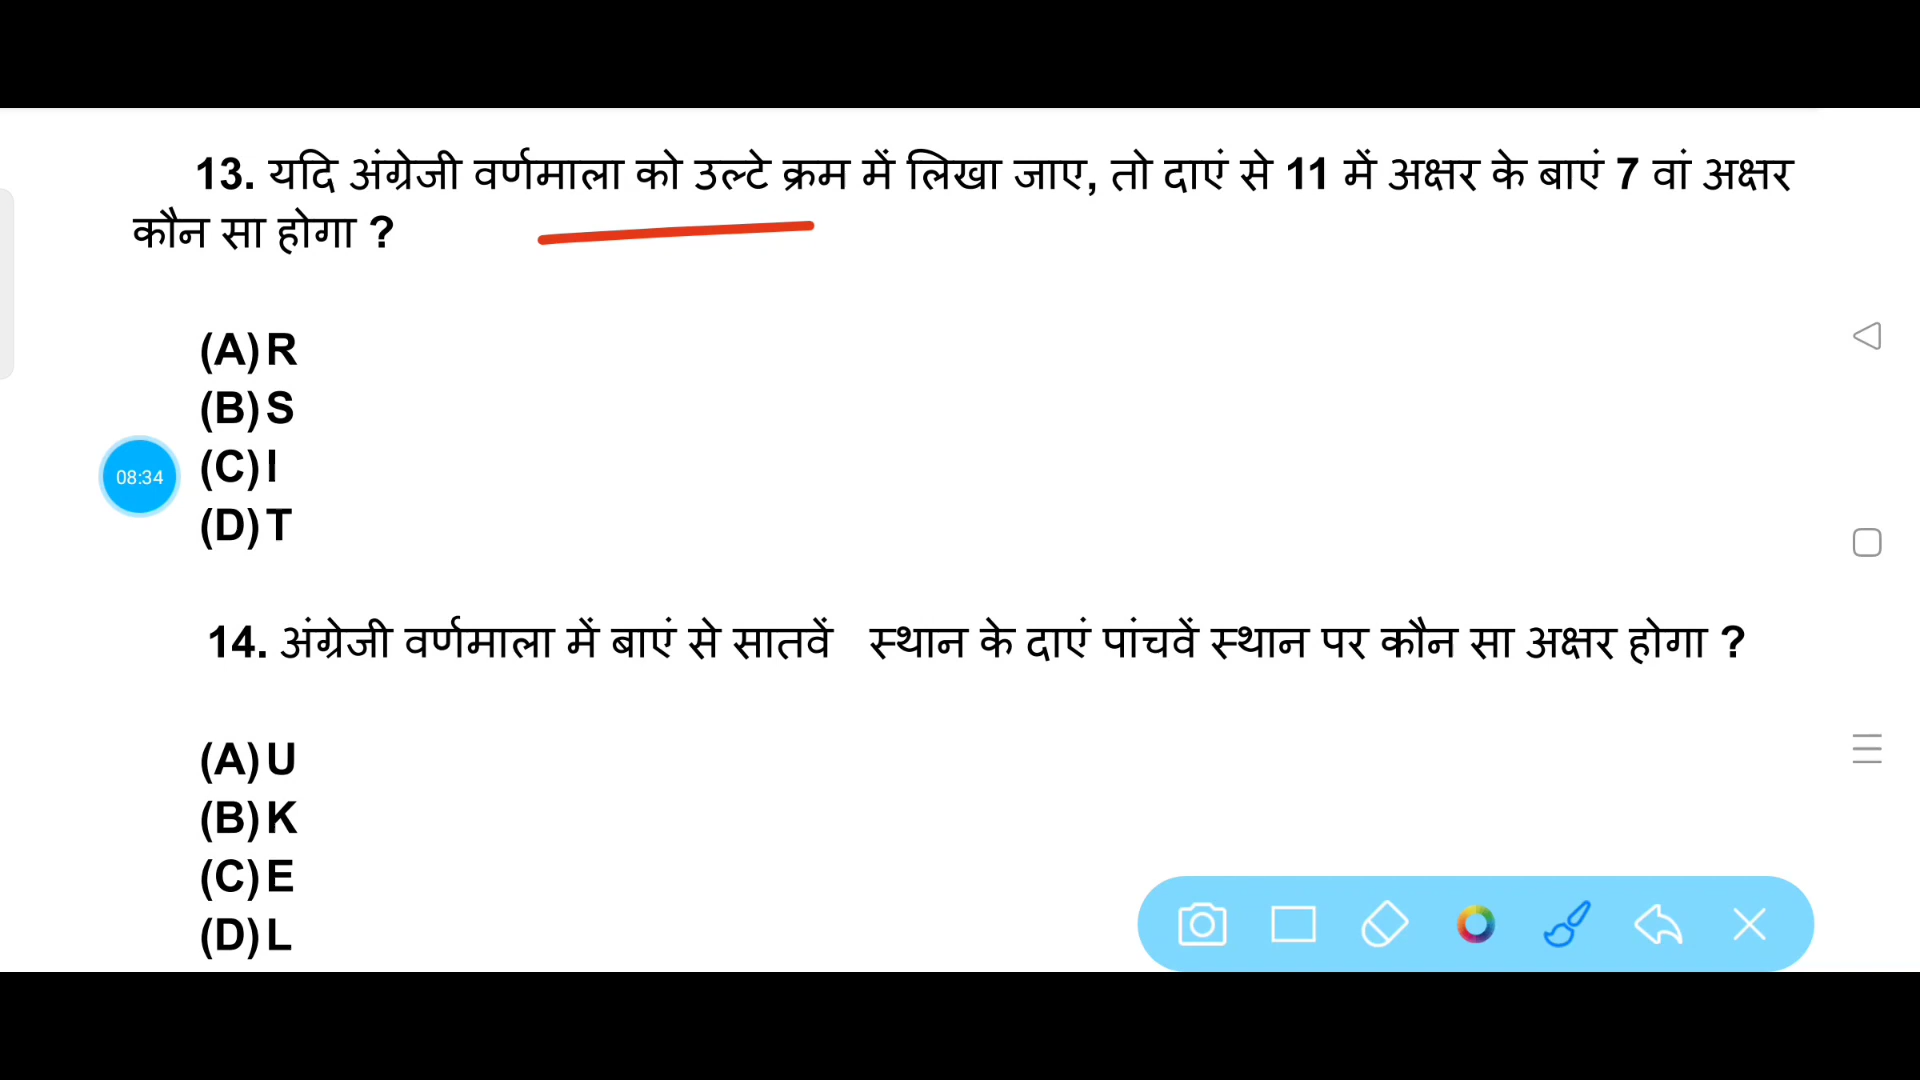 13. यदि अंग्रेजी वर्णमाला को उल्टे क्रम में लिखा जाए, तो दाएं से 11 में अक्षर के बाएं 7 वां अक्षर
कौन सा होगा ?
(A) R
(B) S
(C) I
(D) T
08:34
14. अंग्रेजी वर्णमाला में बाएं से सातवें स्थान के दाएं पांचवें स्थान पर कौन सा अक्षर होगा ?
(A) U
(B) K
(C) E
(D) L